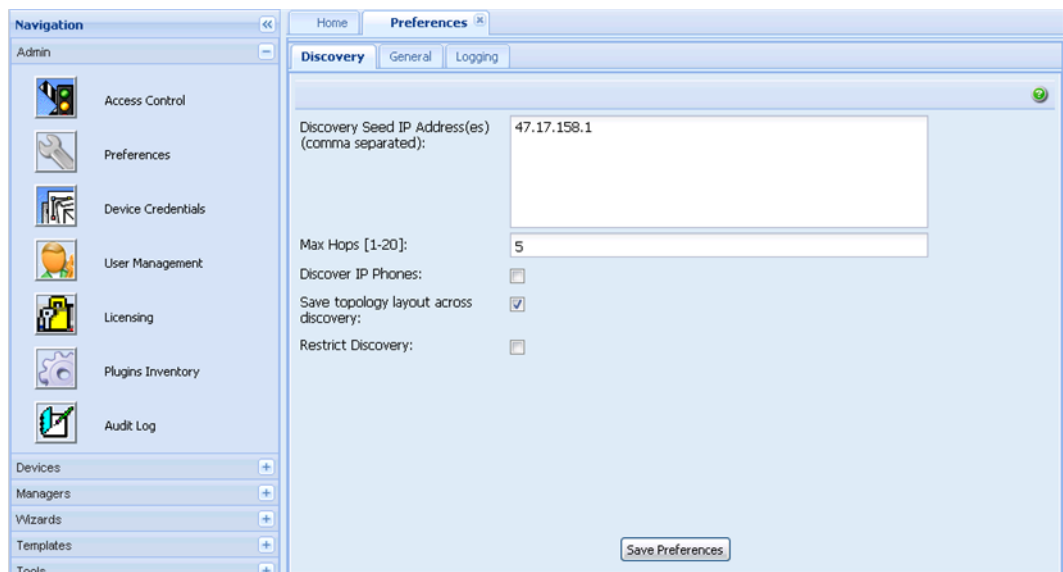 Navigation
Admin
Access Control
Preferences
Device Credentials
User Management
Licensing
Plugins Inventory
Audit Log
Devices
Managers
Wizards
Templates
Tools
Home
Preferences
Discovery
General
Logging
Discovery Seed IP Address(es)
(comma separated):
47.17.158.1
Max Hops [1-20]:
5
Discover IP Phones:
Save topology layout across
discovery:
Restrict Discovery:
Save Preferences